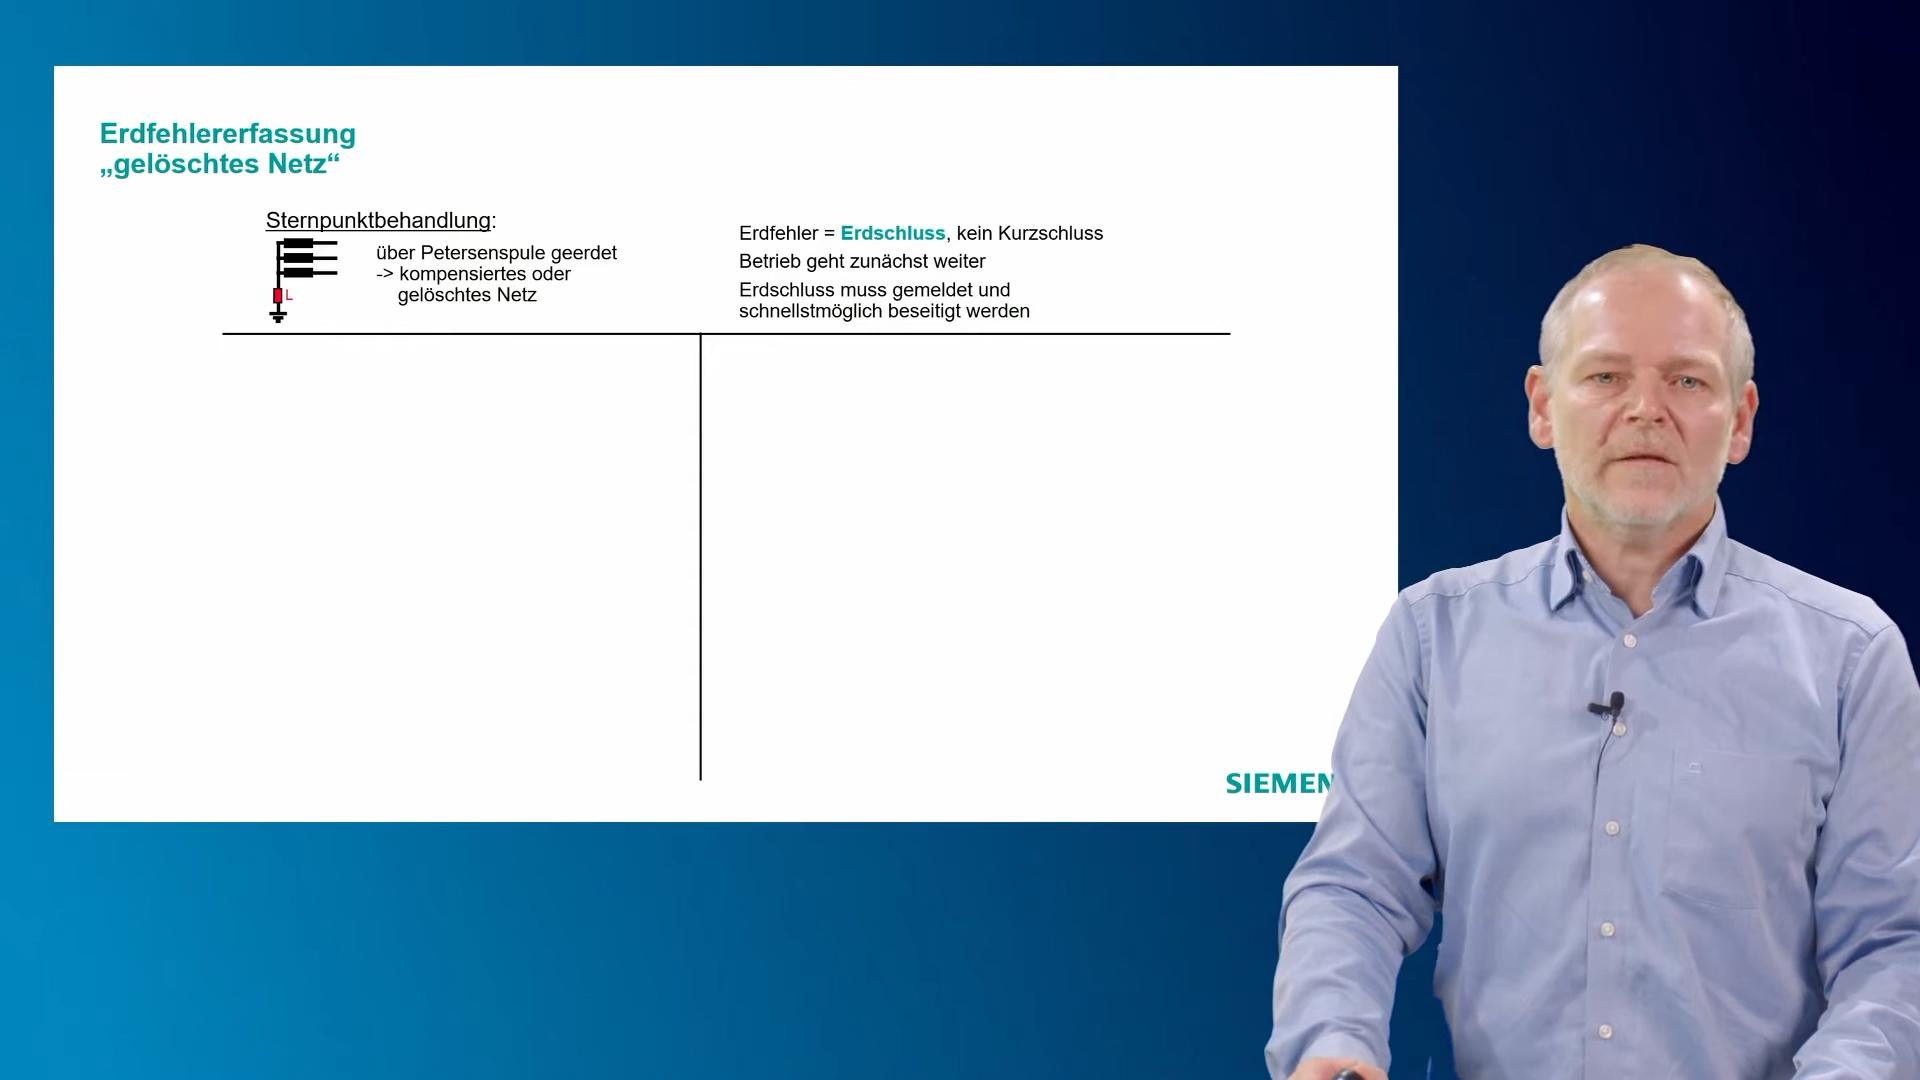 Erdfehlererfassung
„gelöschtes Netz“
Sternpunktbehandlung:
über Petersenspule geerdet
-> kompensiertes oder
gelöschtes Netz
L
Erdfehler = Erdschluss, kein Kurzschluss
Betrieb geht zunächst weiter
Erdschluss muss gemeldet und
schnellstmöglich beseitigt werden
SIEMEN